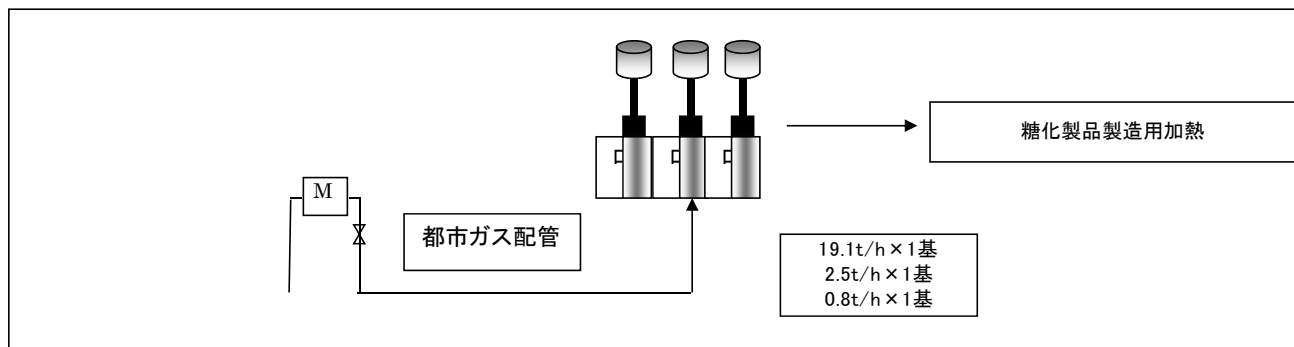 糖化製品製造用加熱
M
都市ガス配管
19.1t/h×1基
2.5t/h×1基
0.8t/h×1基